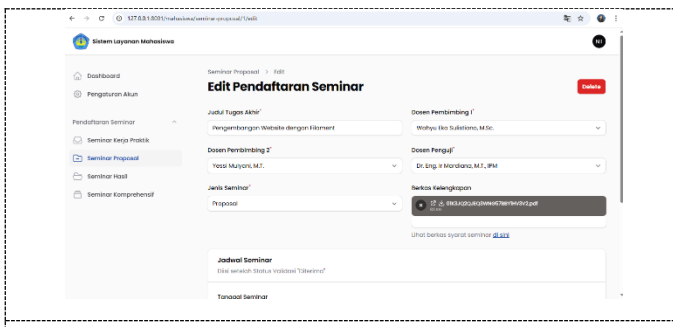 127.0.0.1:8001/mahasiswa/seminar-proposal/1/edit
Sistem Layanan Mahasiswa
Dashboard
Pengaturan Akun
Pendaftaran Seminar
Seminar Kerja Praktik
Seminar Proposal
Seminar Hasil
Seminar Komprehensif
Seminar Proposal > Edit
Edit Pendaftaran Seminar
Delete
Judul Tugas Akhir*
Dosen Pembimbing 1*
Pengembangan Website dengan Filament
Wahyu Eko Sulistiono, M.Sc.
Dosen Pembimbing 2*
Dosen Penguji*
Yessi Mulyani, M.T.
Dr. Eng. Ir Mardiana, M.T., IPM
Jenis Seminar*
Berkas Kelengkapan
Proposal
Lihat berkas syarat seminar di sini
Jadwal Seminar
Diisi setelah Status Validasi "Diterima"
Tanggal Seminar